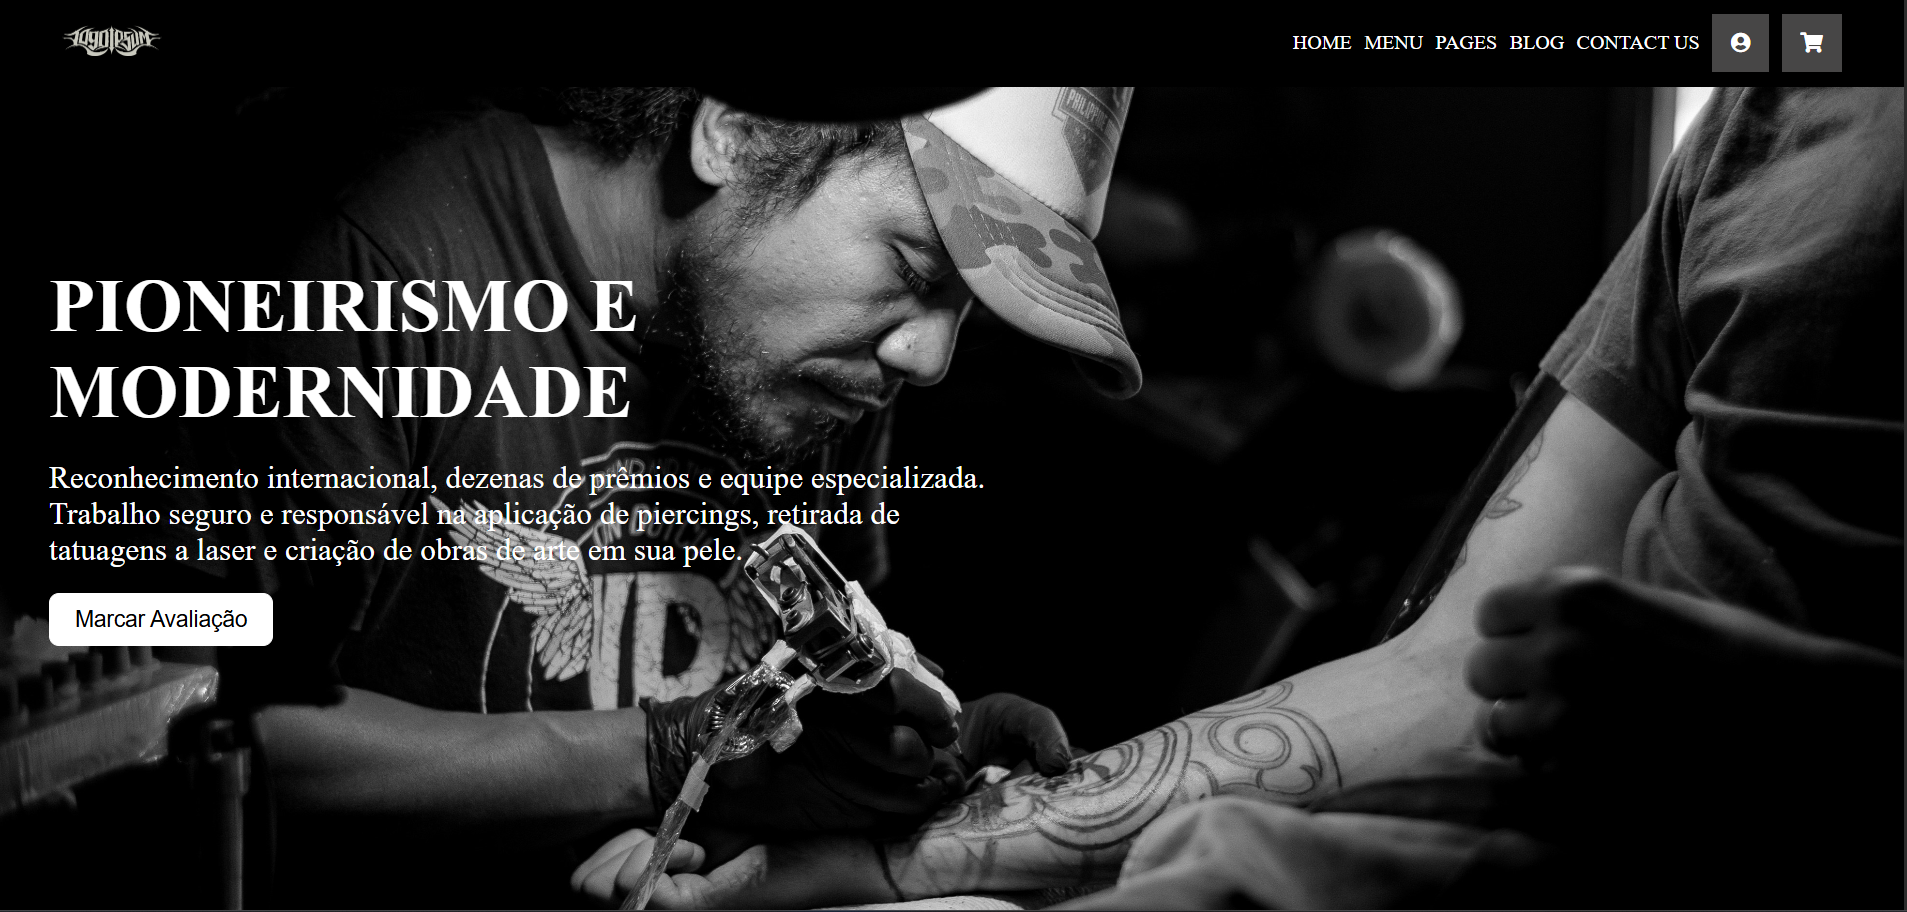 LOGOIPSUM
HOME MENU PAGES BLOG CONTACT US
PIONEIRISMO E
MODERNIDADE
Reconhecimento internacional, dezenas de prêmios e equipe especializada.
Trabalho seguro e responsável na aplicação de piercings, retirada de
tatuagens a laser e criação de obras de arte em sua pele.
Marcar Avaliação